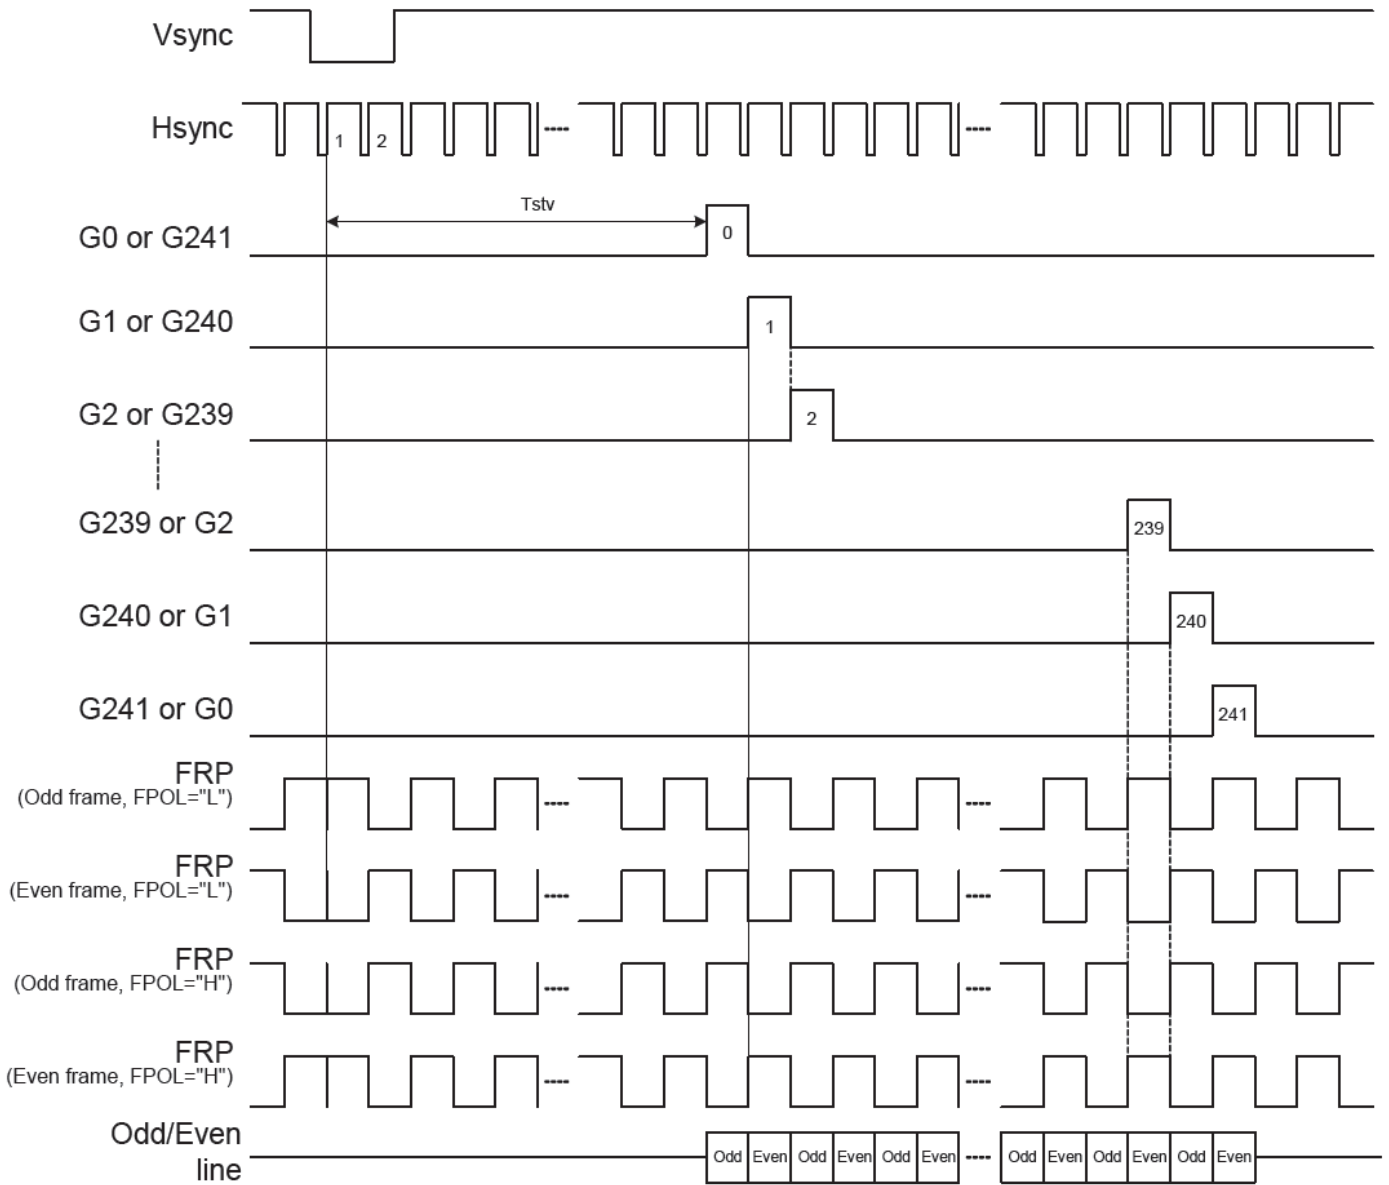 Vsync
Hsync
1 2
Tstv
G0 or G241
0
G1 or G240
1
G2 or G239
2
G239 or G2
239
G240 or G1
240
G241 or G0
241
FRP
(Odd frame, FPOL="L")
FRP
(Even frame, FPOL="L")
FRP
(Odd frame, FPOL="H")
FRP
(Even frame, FPOL="H")
Odd/Even
line
Odd Even Odd Even Odd Even Odd Even Odd Even Odd Even